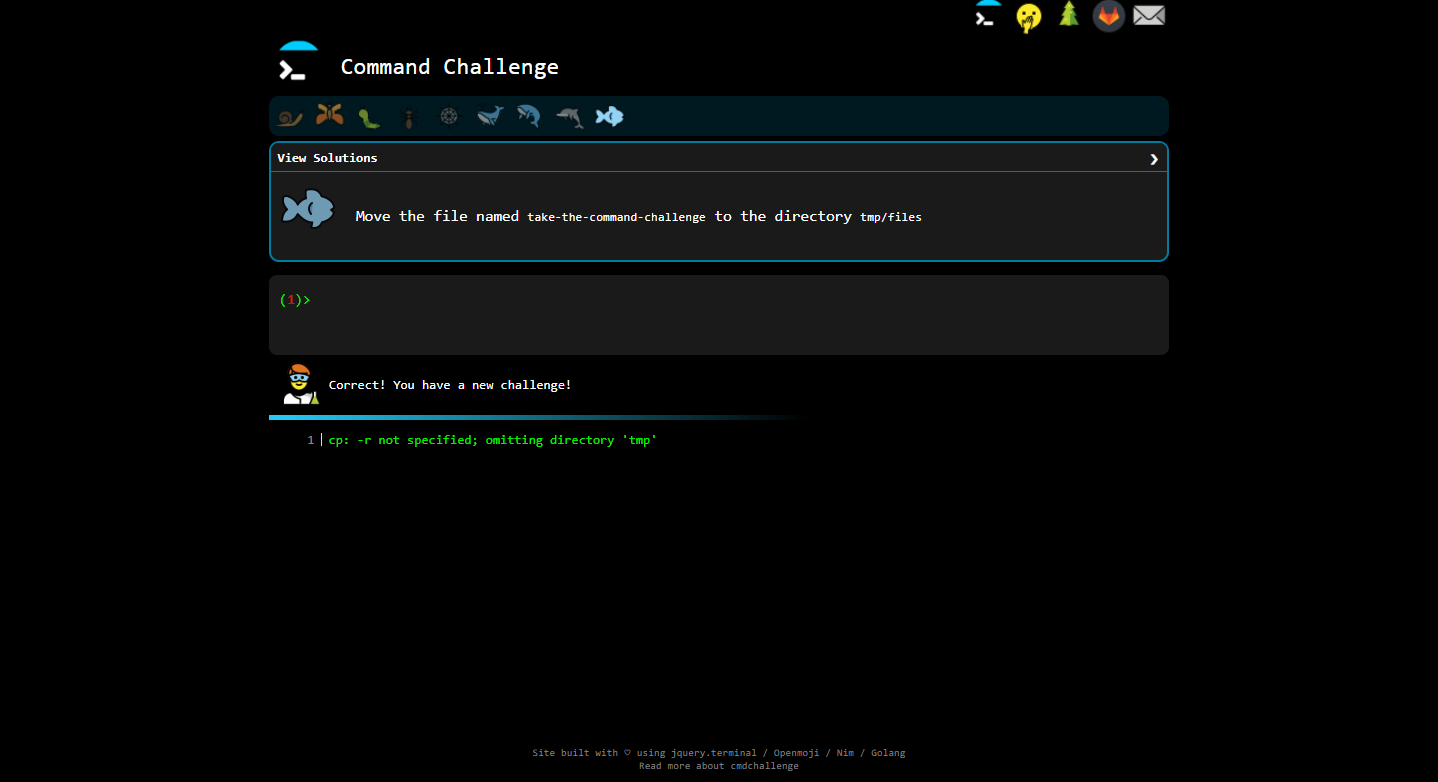 Command Challenge
View Solutions ❯
Move the file named take-the-command-challenge to the directory tmp/files
(1)>
Correct! You have a new challenge!
1 cp: -r not specified; omitting directory 'tmp'
Site built with ♡ using jquery.terminal / Openmoji / Nim / Golang
Read more about cmdchallenge